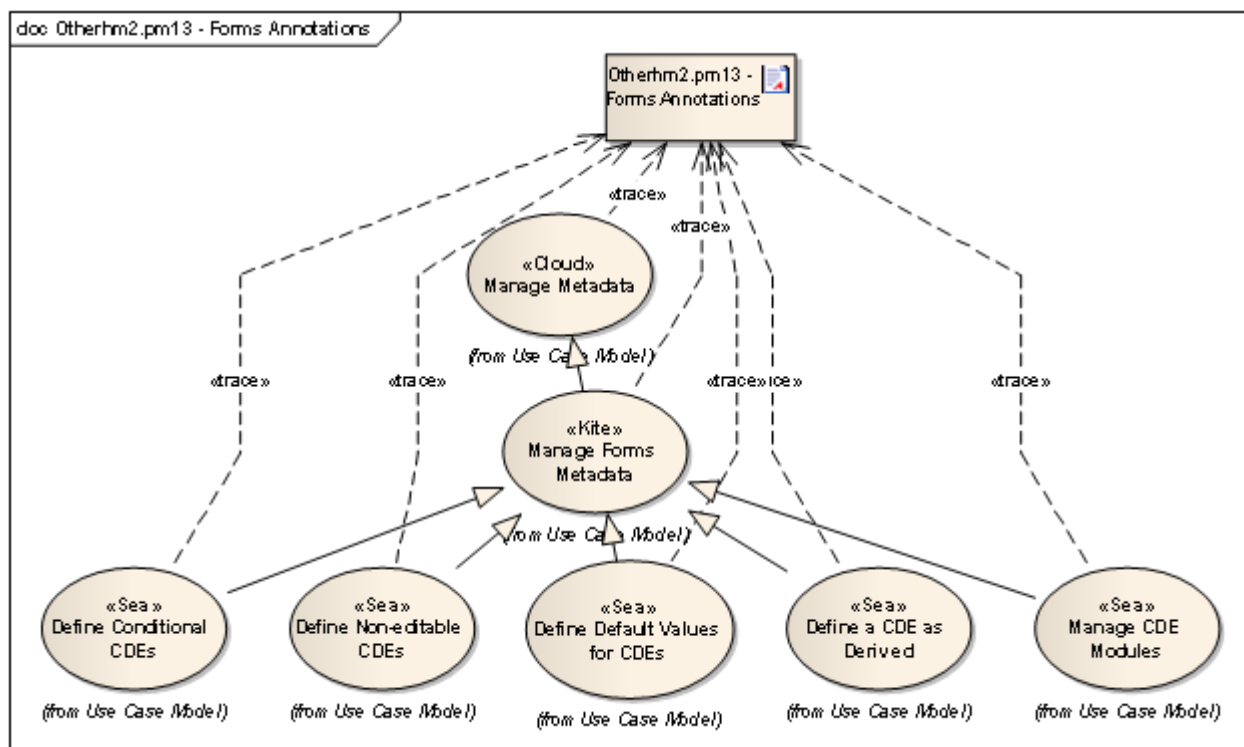 doc Otherhm2.pm13 - Forms Annotations
Otherhm2.pm13 -
Forms Annotations
«trace»
«trace»
«Cloud»
Manage Metadata
(from Use Case Model)
«trace»
«trace»
«trace»
«trace»
«Kite»
Manage Forms
Metadata
(from Use Case Model)
«Sea»
Define Conditional
CDEs
(from Use Case Model)
«Sea»
Define Non-editable
CDEs
(from Use Case Model)
«Sea»
Define Default Values
for CDEs
(from Use Case Model)
«Sea»
Define a CDE as
Derived
(from Use Case Model)
«Sea»
Manage CDE
Modules
(from Use Case Model)